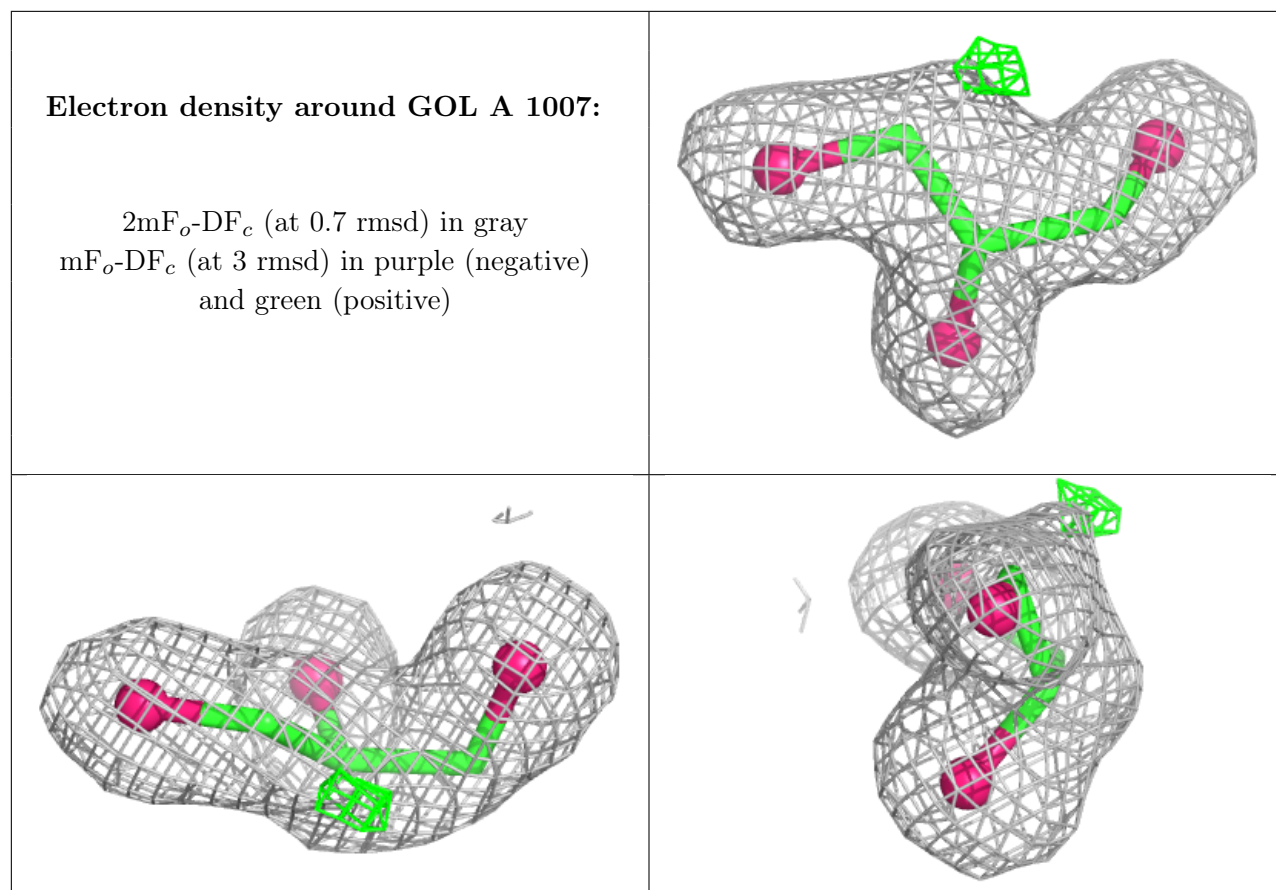 Electron density around GOL A 1007:
2mFo-DFc (at 0.7 rmsd) in gray
mFo-DFc (at 3 rmsd) in purple (negative)
and green (positive)